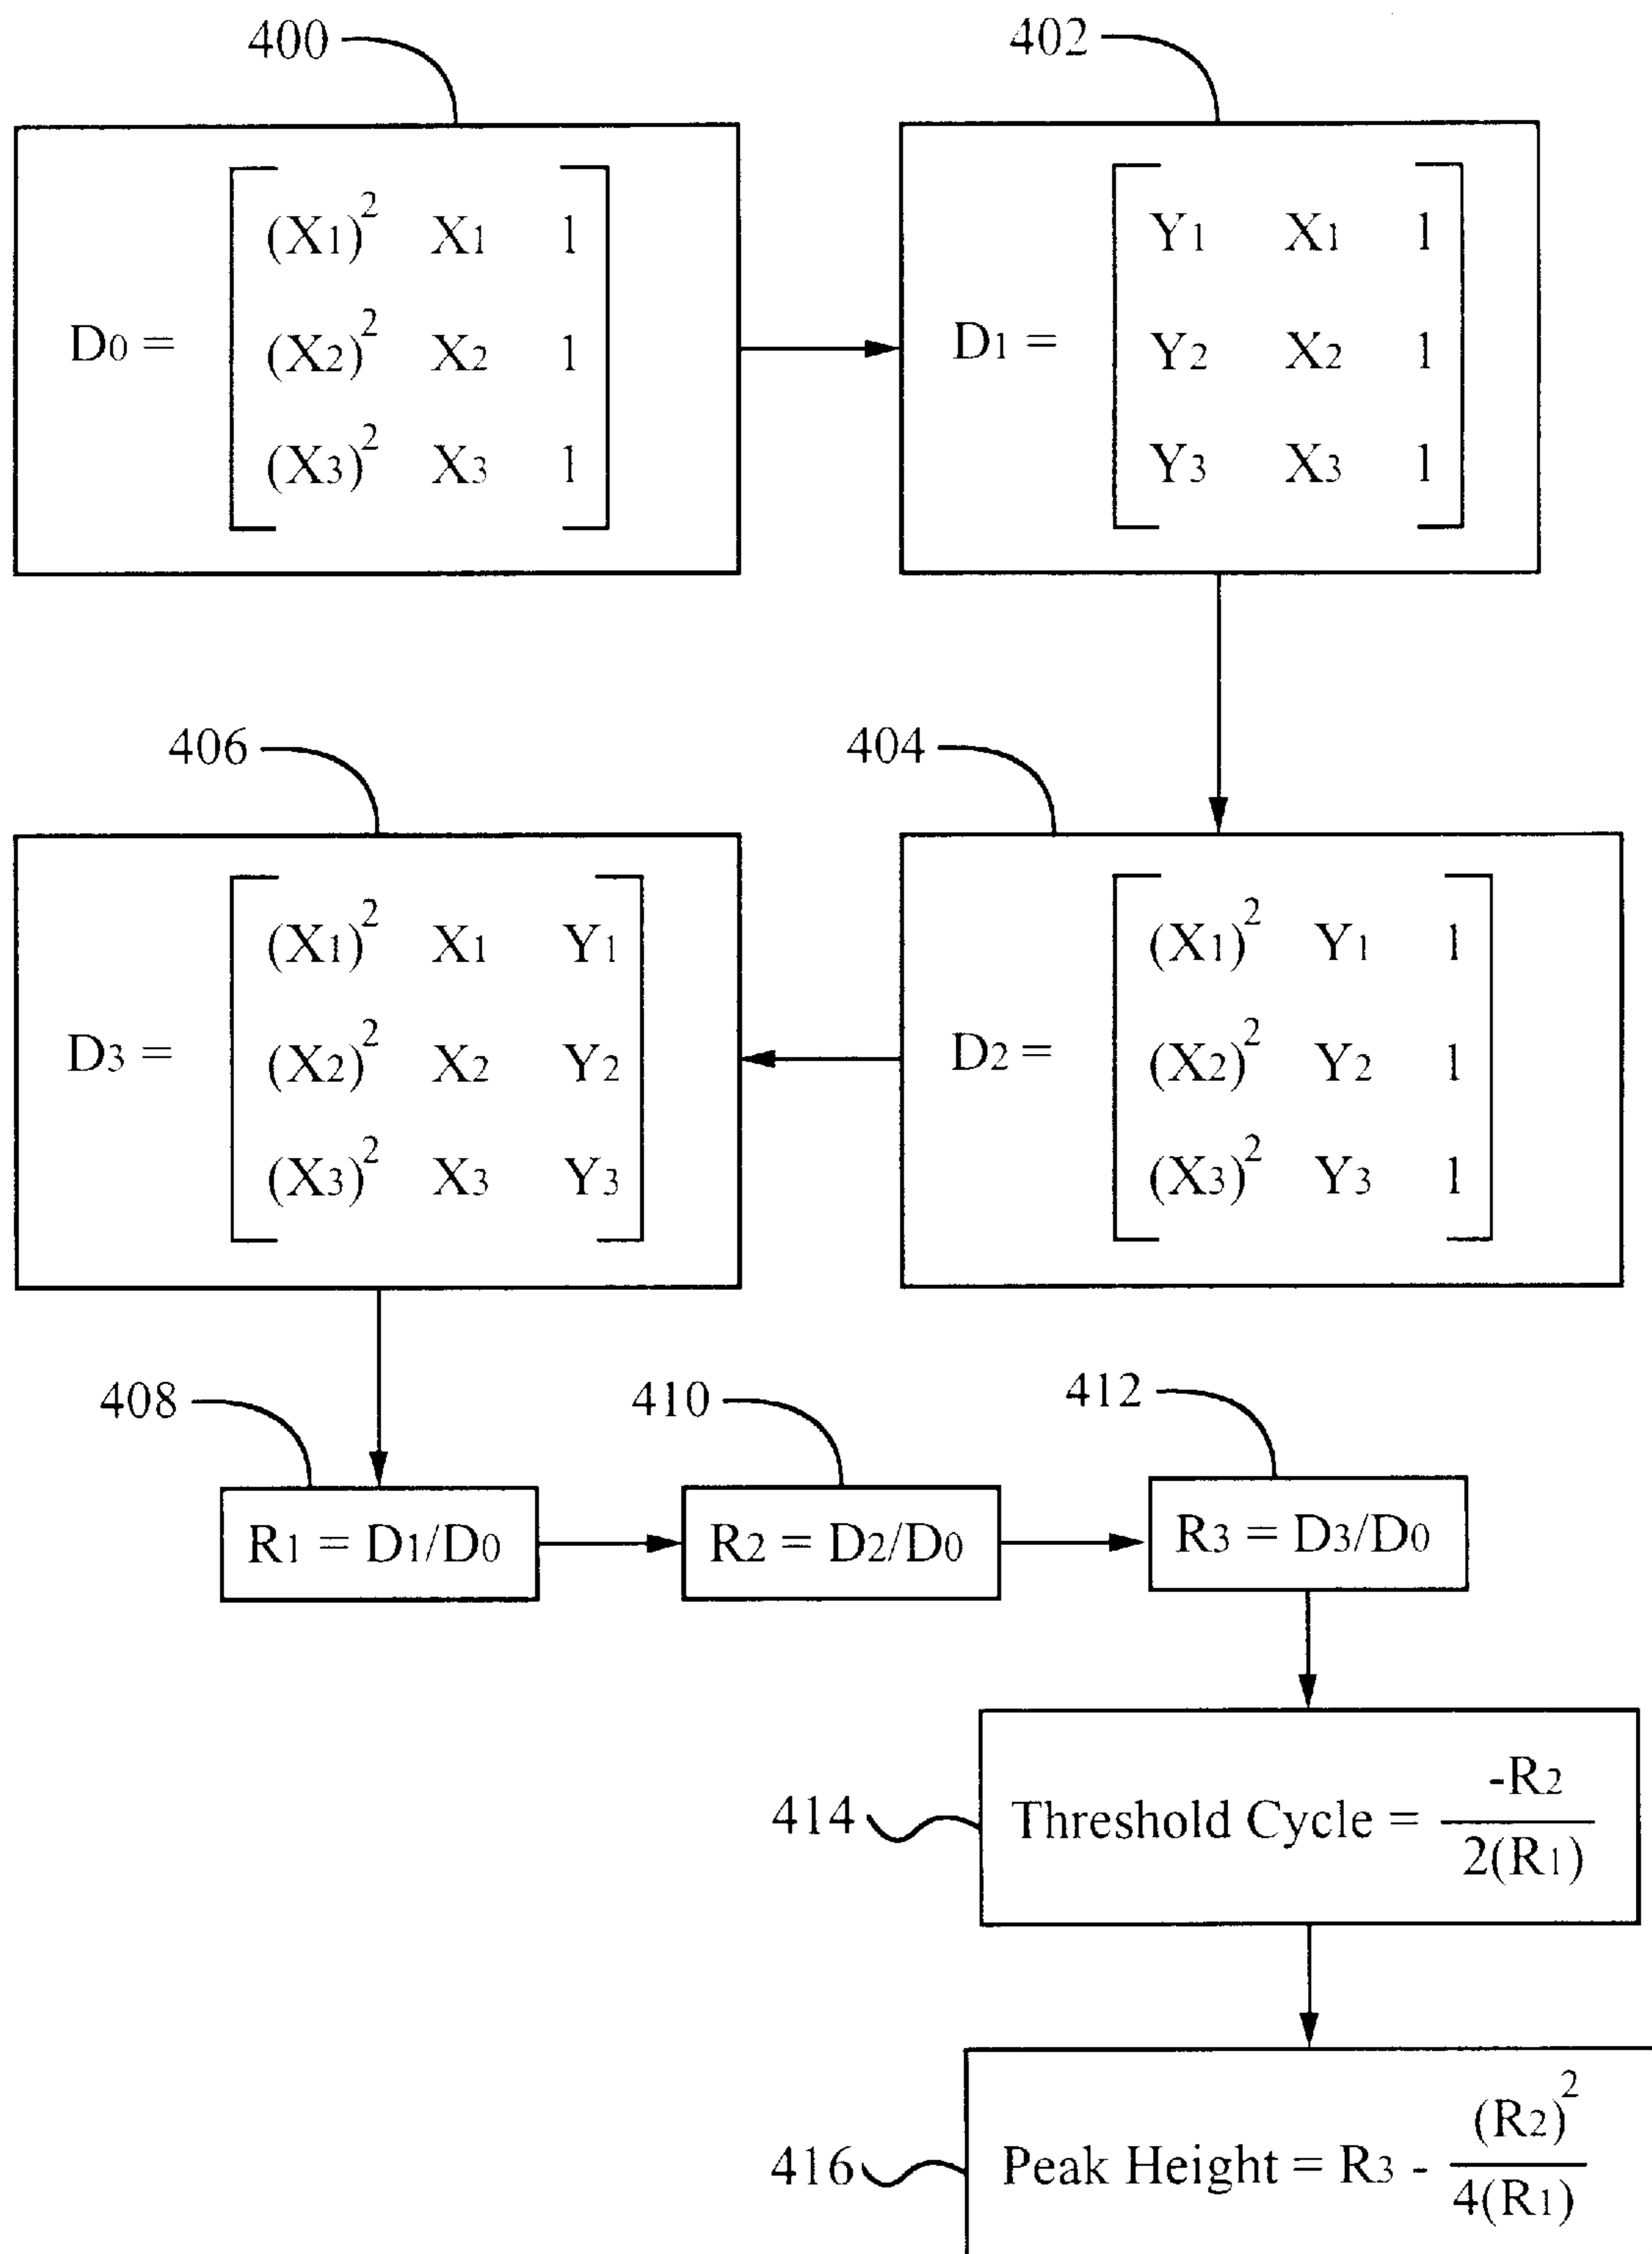 400
402
D0 =
(X1)² X1 1
(X2)² X2 1
(X3)² X3 1
D1 =
Y1 X1 1
Y2 X2 1
Y3 X3 1
406
404
D3 =
(X1)² X1 Y1
(X2)² X2 Y2
(X3)² X3 Y3
D2 =
(X1)² Y1 1
(X2)² Y2 1
(X3)² Y3 1
408
410
412
R1 = D1/D0
R2 = D2/D0
R3 = D3/D0
414
Threshold Cycle = -R2 / 2(R1)
416
Peak Height = R3 - (R2)² / 4(R1)